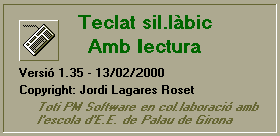 Teclat sil.làbic
Amb lectura
Versió 1.35 - 13/02/2000
Copyright: Jordi Lagares Roset
Toti PM Software en col.laboració amb
l'escola d'E.E. de Palau de Girona